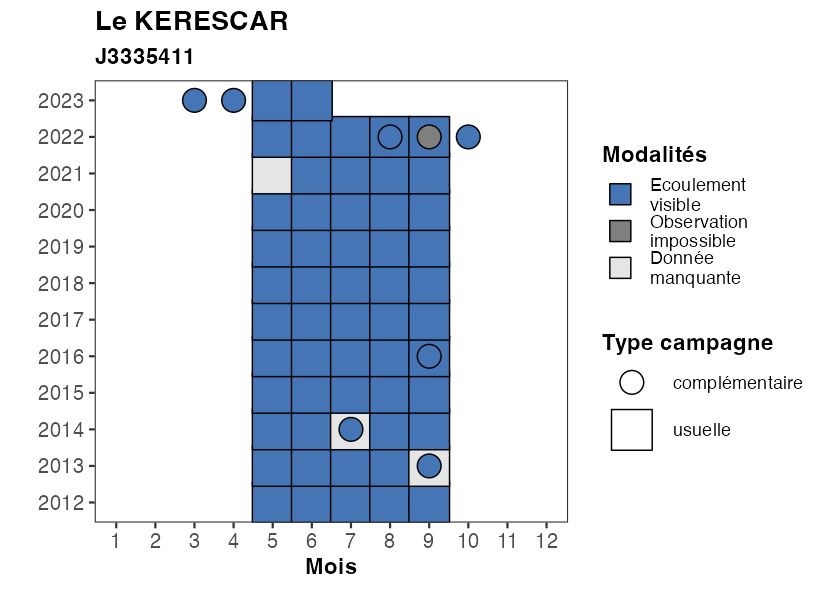 Le KERESCAR
J3335411
2023
2022
2021
2020
2019
2018
2017
2016
2015
2014
2013
2012
1 2 3 4 5 6 7 8 9 10 11 12
Mois
Modalités
Ecoulement
visible
Observation
impossible
Donnée
manquante
Type campagne
complémentaire
usuelle